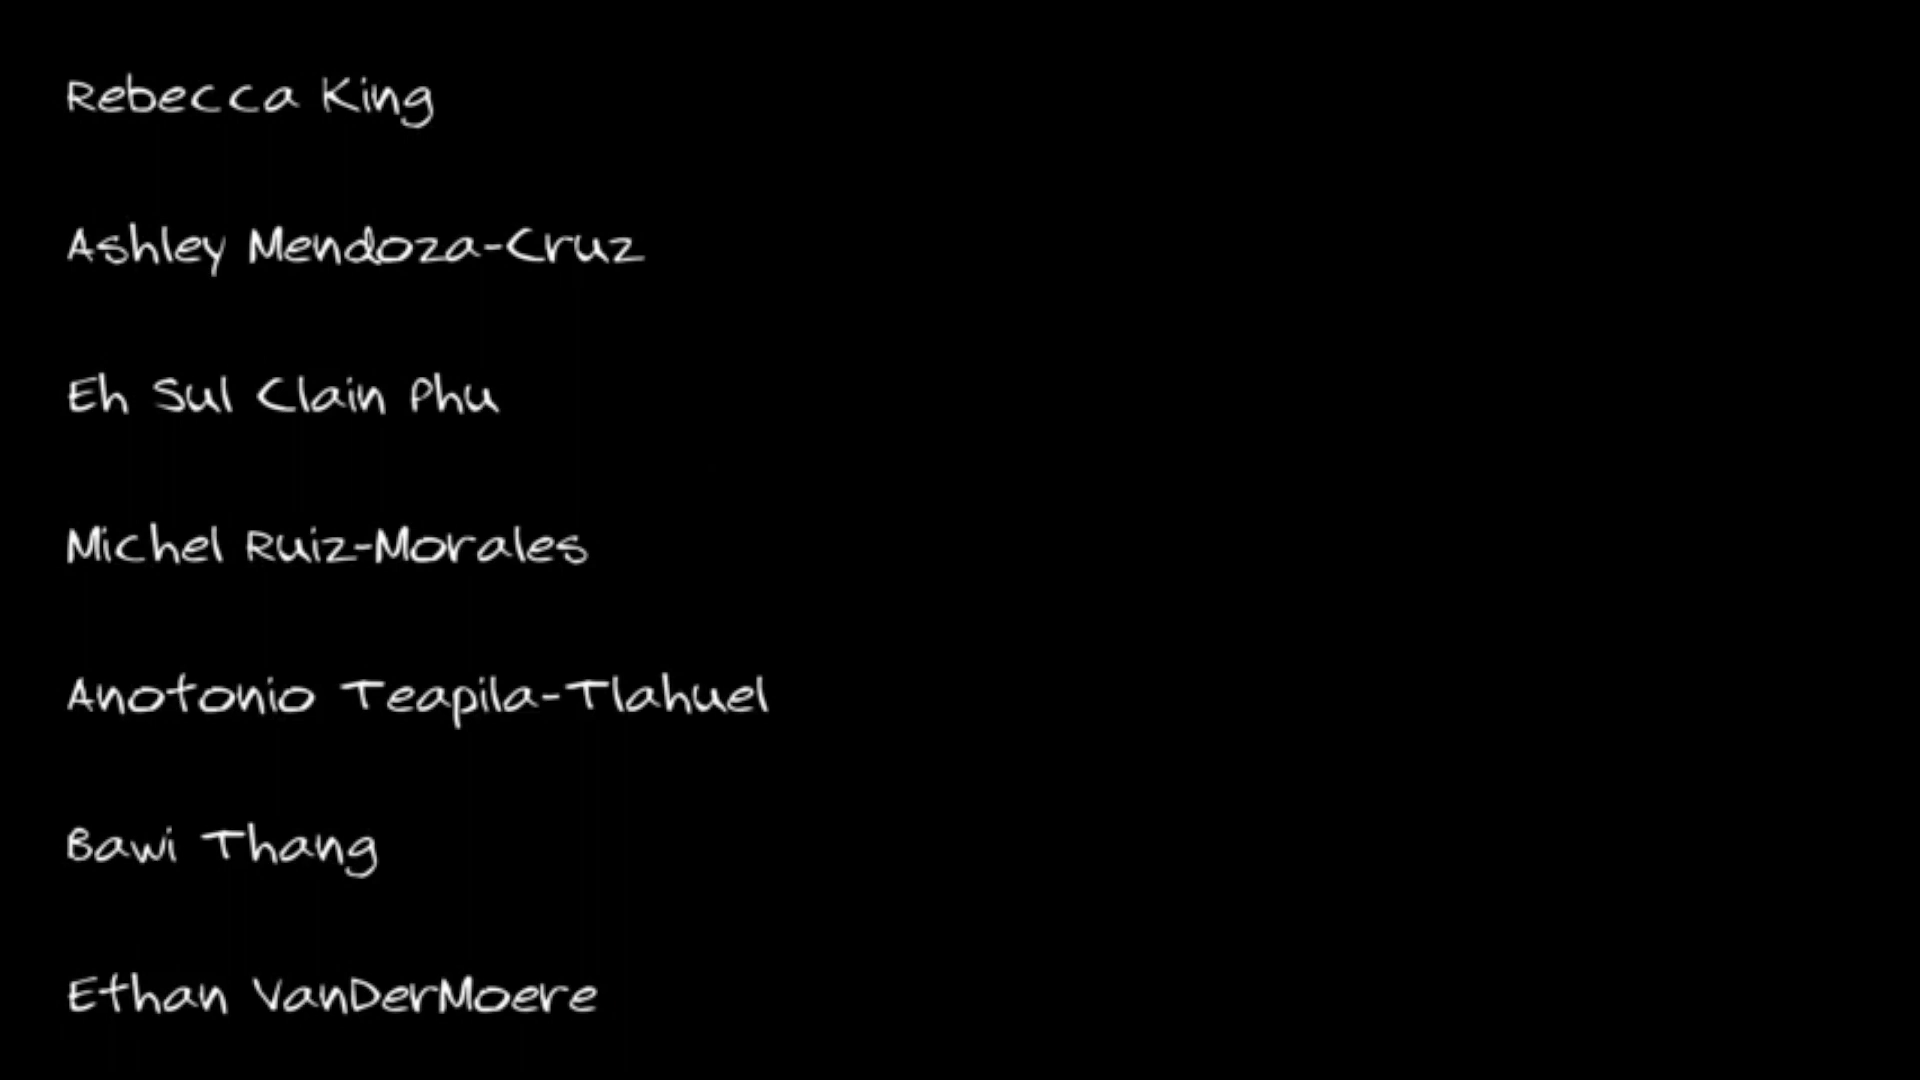 Rebecca King
Ashley Mendoza-Cruz
Eh Sul Clain Phu
Michel Ruiz-Morales
Anotonio Teapila-Tlahuel
Bawi Thang
Ethan VanDerMoere